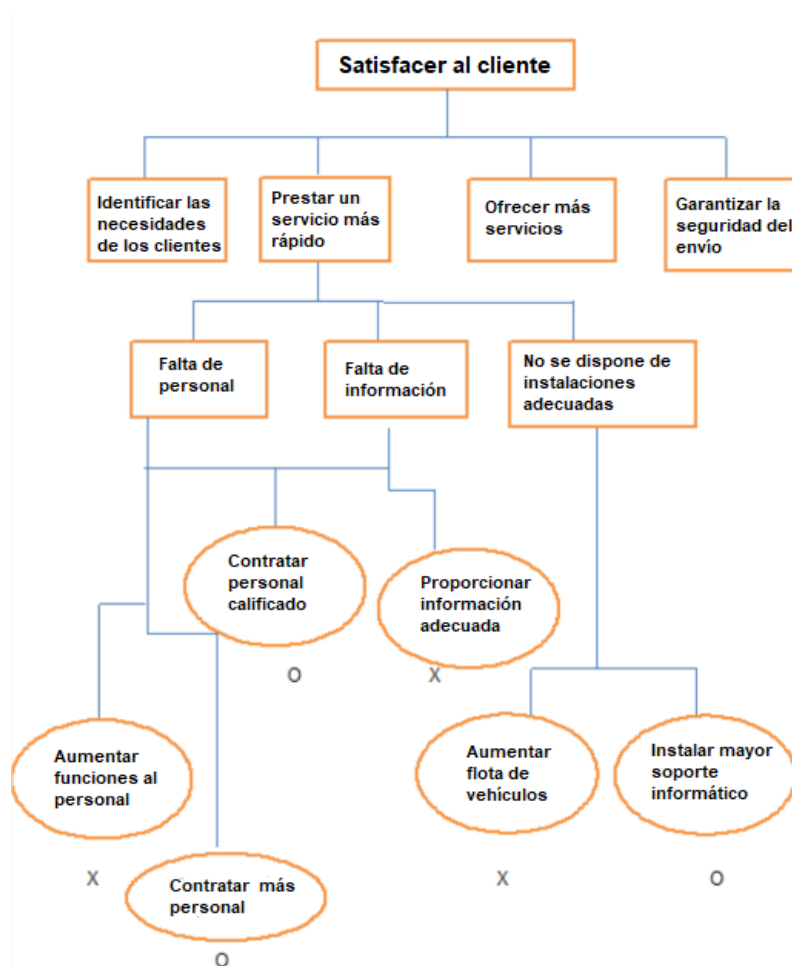 Satisfacer al cliente
Identificar las
necesidades
de los clientes
Prestar un
servicio más
rápido
Ofrecer más
servicios
Garantizar la
seguridad del
envío
Falta de
personal
Falta de
información
No se dispone de
instalaciones
adecuadas
Contratar
personal
calificado
Proporcionar
información
adecuada
O
X
Aumentar
funciones al
personal
Aumentar
flota de
vehículos
Instalar mayor
soporte
informático
X
Contratar más
personal
X
O
O